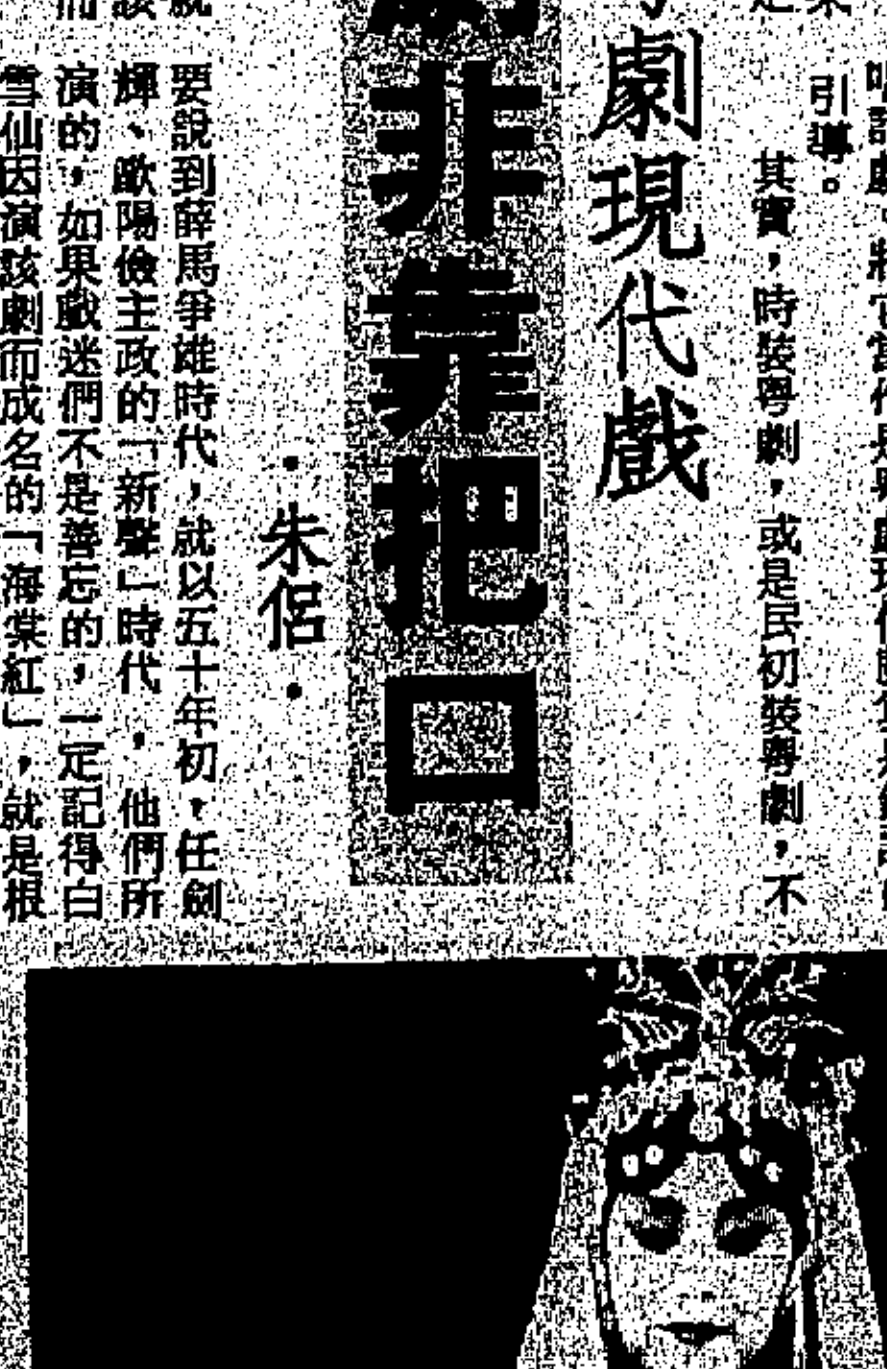 引導。
其實，時裝粵劇，或是民初裝粵劇，不
劇現代戲
非靠把口
·朱侶·
要說到薛馬爭雄時代，就以五十年初，任劍
輝、歐陽儉主政的「新聲」時代，他們所
演的，如果戲迷們不是善忘的，一定記得白
雪仙因演該劇而成名的「海棠紅」，就是根